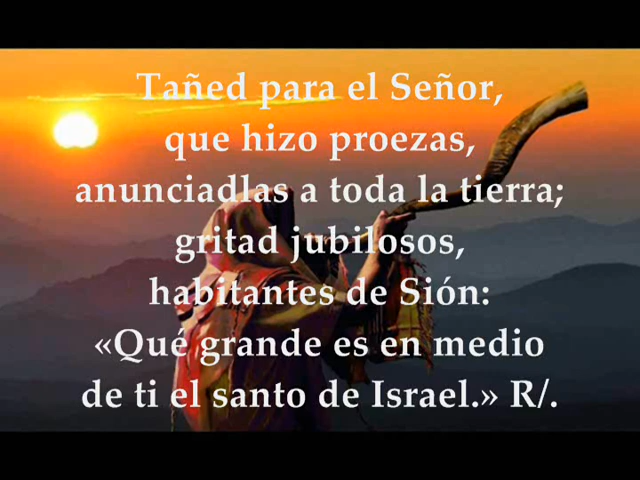 Tañed para el Señor,
que hizo proezas,
anunciadlas a toda la tierra;
gritad jubilosos,
habitantes de Sión:
«Qué grande es en medio
de ti el santo de Israel.» R/.